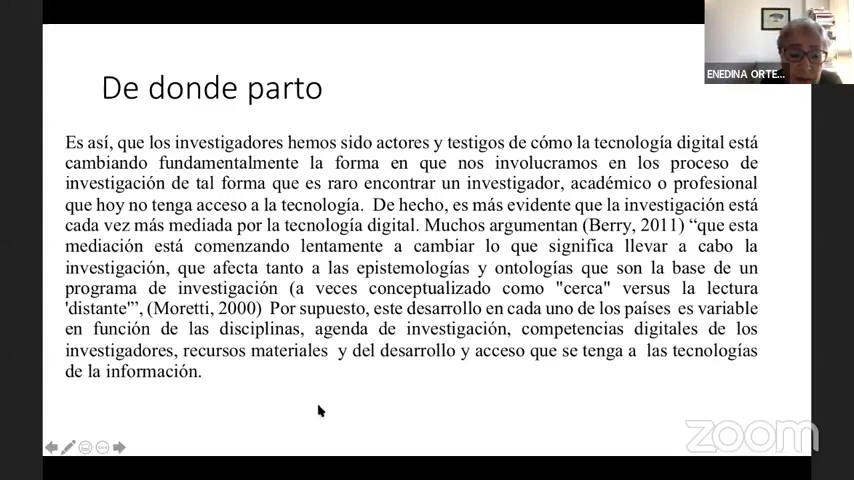 ENEDINA ORTE...
De donde parto
Es así, que los investigadores hemos sido actores y testigos de cómo la tecnología digital está
cambiando fundamentalmente la forma en que nos involucramos en los proceso de
investigación de tal forma que es raro encontrar un investigador, académico o profesional
que hoy no tenga acceso a la tecnología. De hecho, es más evidente que la investigación está
cada vez más mediada por la tecnología digital. Muchos argumentan (Berry, 2011) “que esta
mediación está comenzando lentamente a cambiar lo que significa llevar a cabo la
investigación, que afecta tanto a las epistemologías y ontologías que son la base de un
programa de investigación (a veces conceptualizado como "cerca" versus la lectura
'distante'”, (Moretti, 2000) Por supuesto, este desarrollo en cada uno de los países es variable
en función de las disciplinas, agenda de investigación, competencias digitales de los
investigadores, recursos materiales y del desarrollo y acceso que se tenga a las tecnologías
de la información.
zoom